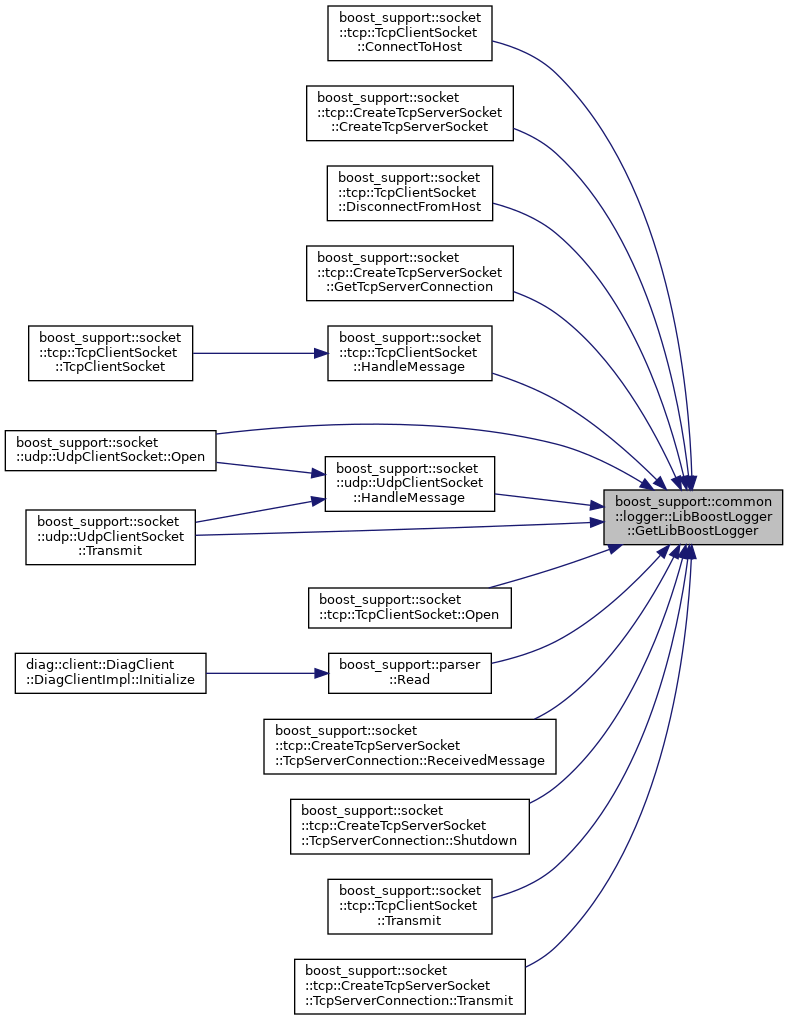 boost_support::socket
::tcp::TcpClientSocket
::ConnectToHost
boost_support::socket
::tcp::CreateTcpServerSocket
::CreateTcpServerSocket
boost_support::socket
::tcp::TcpClientSocket
::DisconnectFromHost
boost_support::socket
::tcp::CreateTcpServerSocket
::GetTcpServerConnection
boost_support::socket
::tcp::TcpClientSocket
::TcpClientSocket
boost_support::socket
::tcp::TcpClientSocket
::HandleMessage
boost_support::socket
::udp::UdpClientSocket::Open
boost_support::socket
::udp::UdpClientSocket
::HandleMessage
boost_support::common
::logger::LibBoostLogger
::GetLibBoostLogger
boost_support::socket
::udp::UdpClientSocket
::Transmit
boost_support::socket
::tcp::TcpClientSocket::Open
diag::client::DiagClient
::DiagClientImpl::Initialize
boost_support::parser
::Read
boost_support::socket
::tcp::CreateTcpServerSocket
::TcpServerConnection::ReceivedMessage
boost_support::socket
::tcp::CreateTcpServerSocket
::TcpServerConnection::Shutdown
boost_support::socket
::tcp::TcpClientSocket
::Transmit
boost_support::socket
::tcp::CreateTcpServerSocket
::TcpServerConnection::Transmit